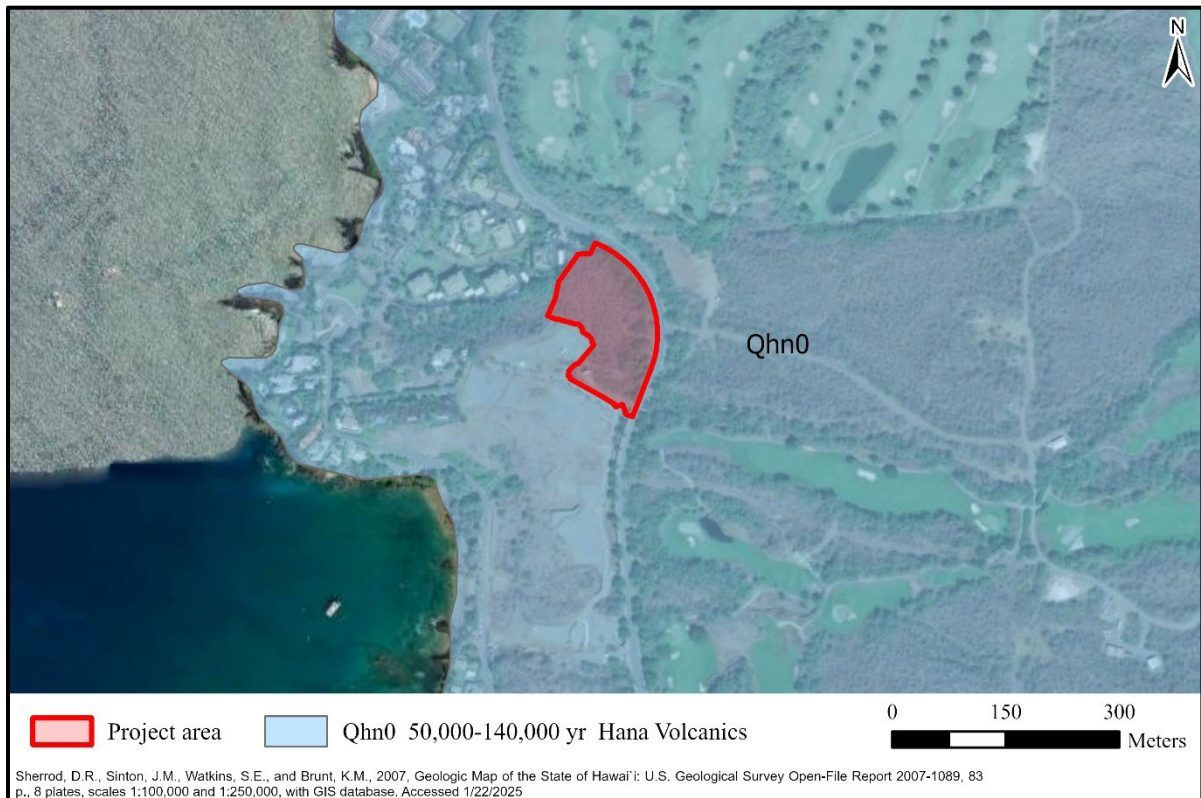 N
Qhn0
Project area
Qhn0 50,000-140,000 yr Hana Volcanics
0 150 300
Meters
Sherrod, D.R., Sinton, J.M., Watkins, S.E., and Brunt, K.M., 2007, Geologic Map of the State of Hawai`i: U.S. Geological Survey Open-File Report 2007-1089, 83
p., 8 plates, scales 1:100,000 and 1:250,000, with GIS database. Accessed 1/22/2025